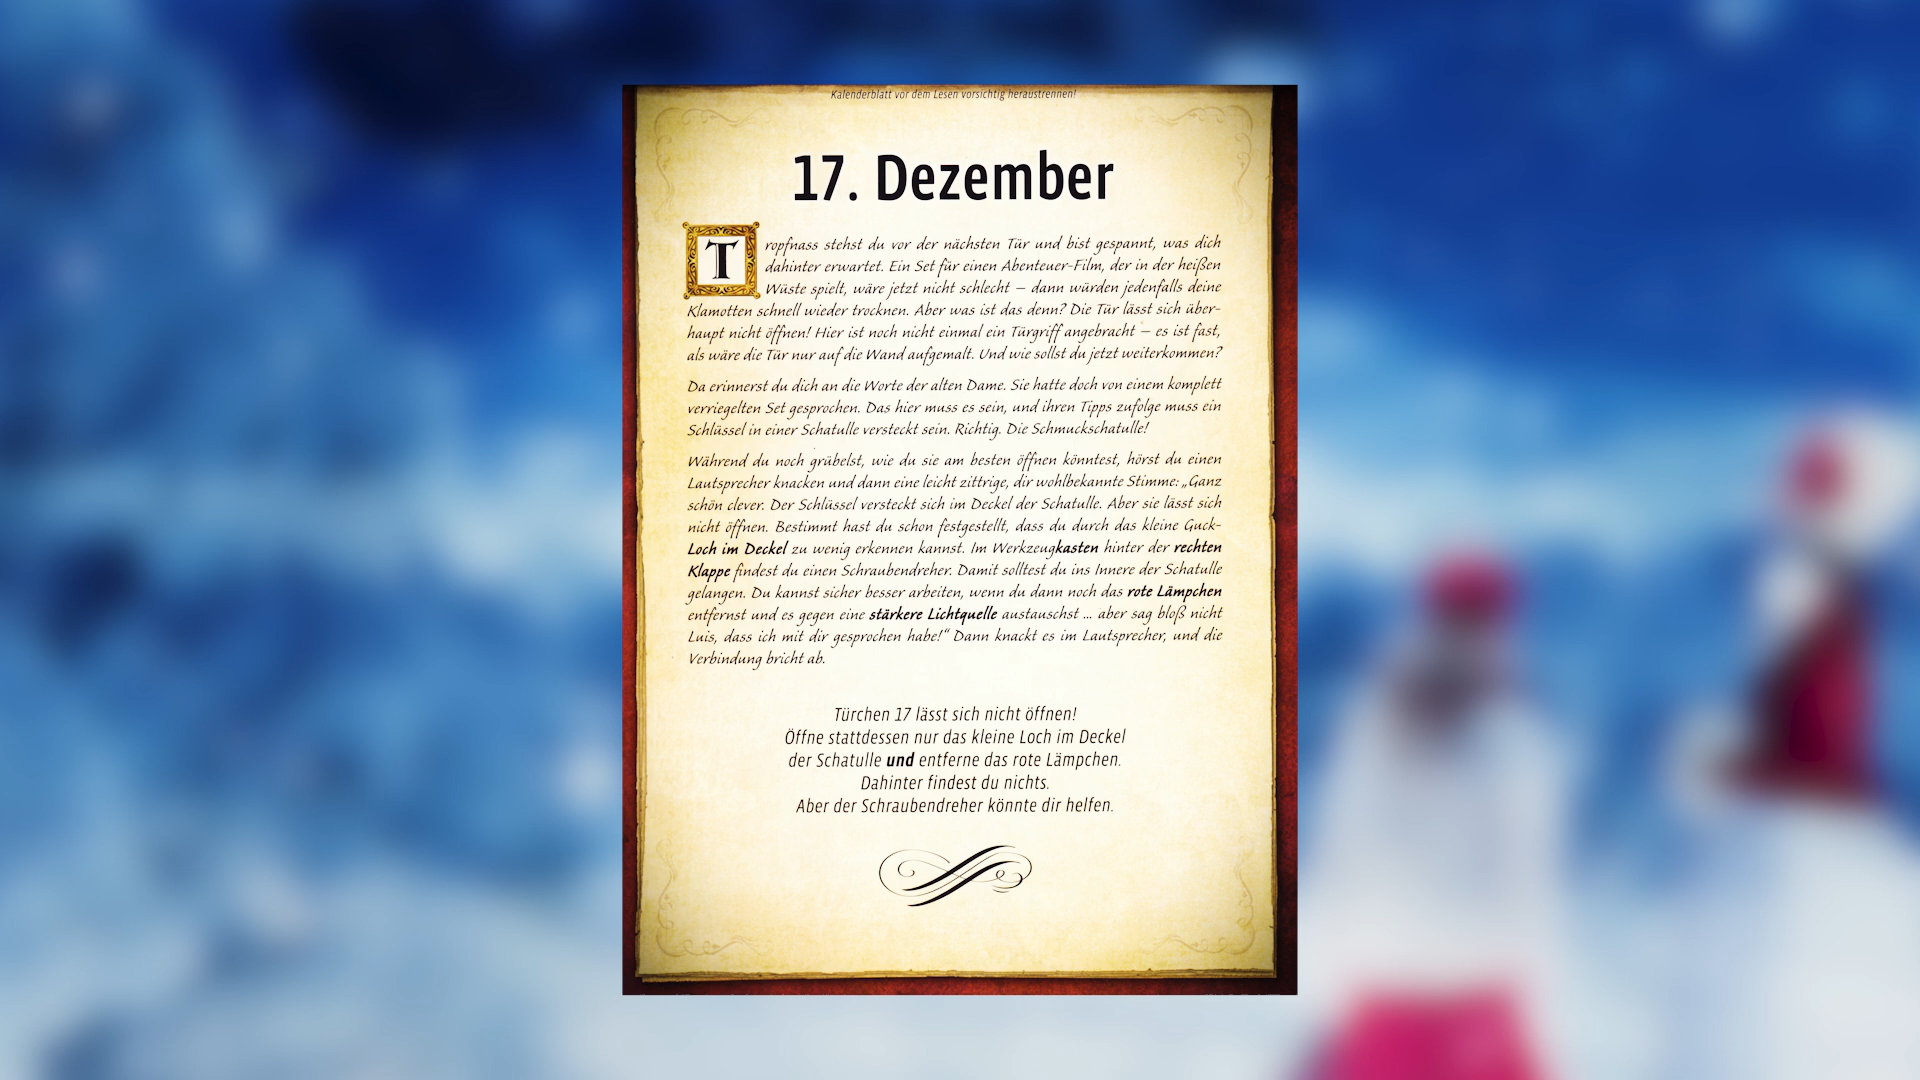 Kalenderblatt vor dem Lesen vorsichtig heraustrennen!
17. Dezember
Tropfnass stehst du vor der nächsten Tür und bist gespannt, was dich
dahinter erwartet. Ein Set für einen Abenteuer-Film, der in der heißen
Wüste spielt, wäre jetzt nicht schlecht – dann würden jedenfalls deine
Klamotten schnell wieder trocknen. Aber was ist das denn? Die Tür lässt sich über-
haupt nicht öffnen! Hier ist noch nicht einmal ein Türgriff angebracht – es ist fast,
als wäre die Tür nur auf die Wand aufgemalt. Und wie sollst du jetzt weiterkommen?
Da erinnerst du dich an die Worte der alten Dame. Sie hatte doch von einem komplett
verriegelten Set gesprochen. Das hier muss es sein, und ihren Tipps zufolge muss ein
Schlüssel in einer Schatulle versteckt sein. Richtig. Die Schmuckschatulle!
Während du noch grübelst, wie du sie am besten öffnen könntest, hörst du einen
Lautsprecher knacken und dann eine leicht zittrige, dir wohlbekannte Stimme: „Ganz
schön clever. Der Schlüssel versteckt sich im Deckel der Schatulle. Aber sie lässt sich
nicht öffnen. Bestimmt hast du schon festgestellt, dass du durch das kleine Guck-
Loch im Deckel zu wenig erkennen kannst. Im Werkzeugkasten hinter der rechten
Klappe findest du einen Schraubendreher. Damit solltest du ins Innere der Schatulle
gelangen. Du kannst sicher besser arbeiten, wenn du dann noch das rote Lämpchen
entfernst und es gegen eine stärkere Lichtquelle austauschst ... aber sag bloß nicht
Luis, dass ich mit dir gesprochen habe!“ Dann knackt es im Lautsprecher, und die
Verbindung bricht ab.
Türchen 17 lässt sich nicht öffnen!
Öffne stattdessen nur das kleine Loch im Deckel
der Schatulle und entferne das rote Lämpchen.
Dahinter findest du nichts.
Aber der Schraubendreher könnte dir helfen.